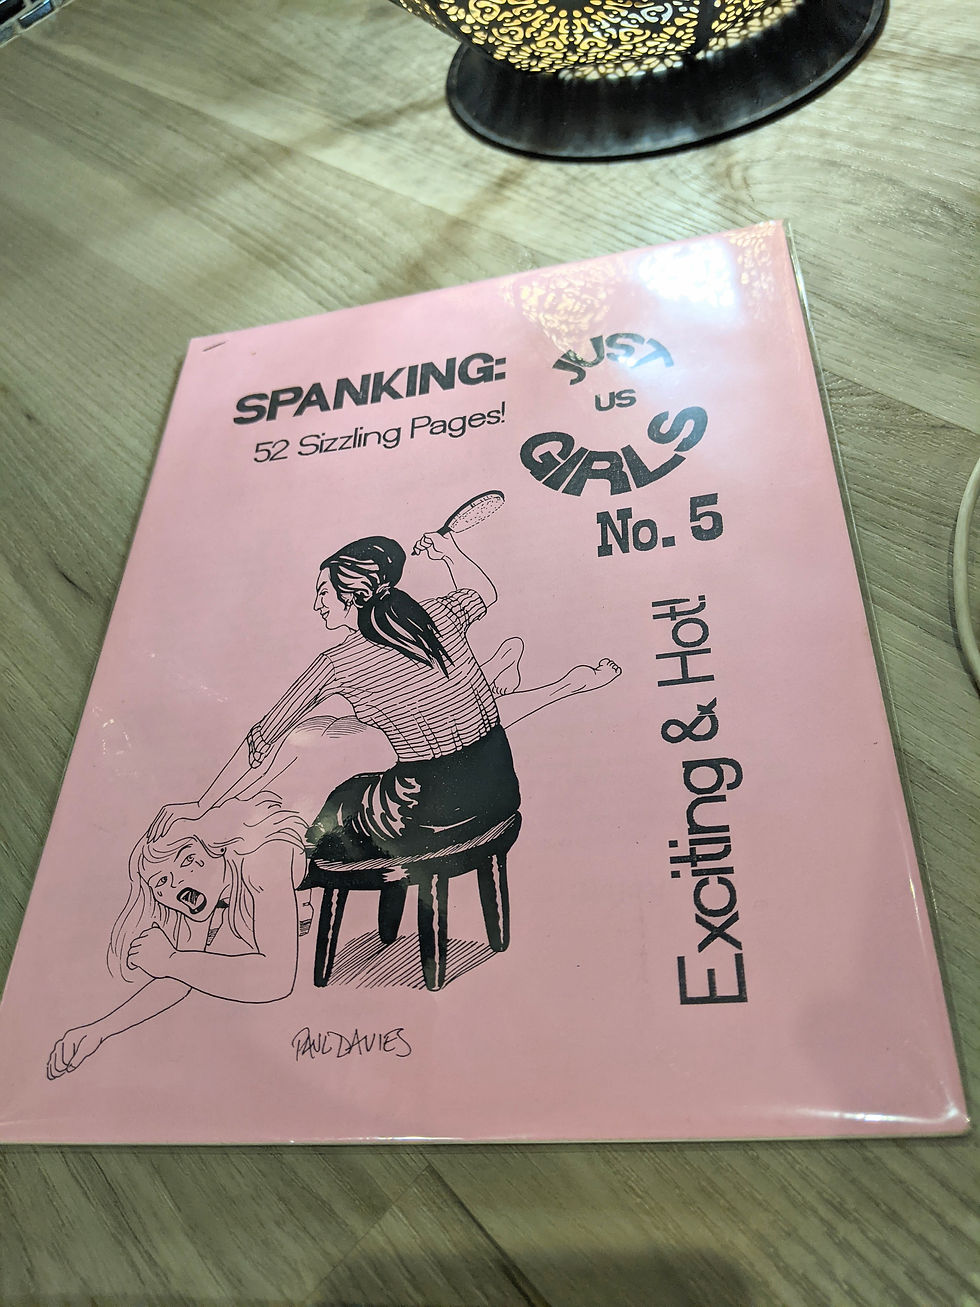 SPANKING:
52 Sizzling Pages!
JUST
US
GIRLS
No. 5
Exciting & Hot!
PAUL DAVIES